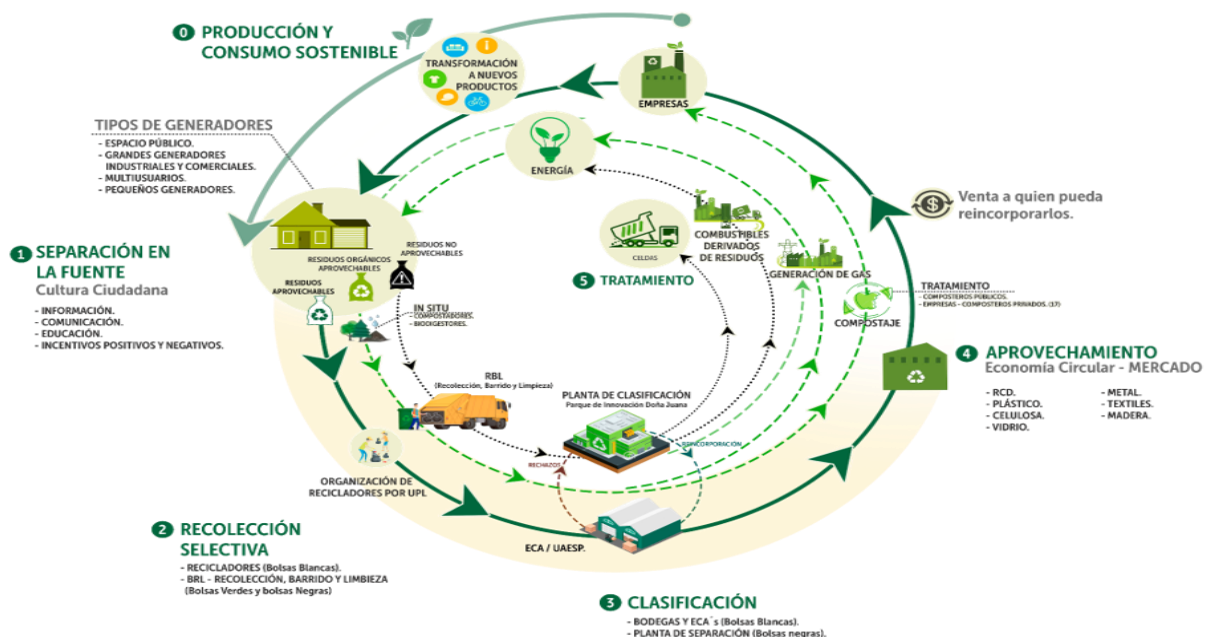 0 PRODUCCIÓN Y
CONSUMO SOSTENIBLE
TRANSFORMACIÓN
A NUEVOS
PRODUCTOS
EMPRESAS
TIPOS DE GENERADORES
- ESPACIO PÚBLICO.
- GRANDES GENERADORES
INDUSTRIALES Y COMERCIALES.
- MULTIUSUARIOS.
- PEQUEÑOS GENERADORES.
ENERGÍA
Venta a quien pueda
reincorporarlos.
1 SEPARACIÓN EN
LA FUENTE
Cultura Ciudadana
- INFORMACIÓN.
- COMUNICACIÓN.
- EDUCACIÓN.
- INCENTIVOS POSITIVOS Y NEGATIVOS.
RESIDUOS NO
APROVECHABLES
RESIDUOS ORGÁNICOS
APROVECHABLES
RESIDUOS
APROVECHABLES
IN SITU
- COMPOSTADORES.
- BIODIGESTORES.
CELDAS
5 TRATAMIENTO
COMBUSTIBLES
DERIVADOS
DE RESIDUOS
GENERACIÓN DE GAS
COMPOSTAJE
TRATAMIENTO
- COMPOSTEROS PÚBLICOS.
- EMPRESAS - COMPOSTEROS PRIVADOS. (17)
4 APROVECHAMIENTO
Economía Circular - MERCADO
- RCD.
- PLÁSTICO.
- CELULOSA.
- VIDRIO.
- METAL.
- TEXTILES.
- MADERA.
RBL
(Recolección, Barrido y Limpieza)
PLANTA DE CLASIFICACIÓN
Parque de Innovación Doña Juana
REINCORPORACIÓN
RECHAZOS
ORGANIZACIÓN DE
RECICLADORES POR UPL
ECA / UAESP.
2 RECOLECCIÓN
SELECTIVA
- RECICLADORES (Bolsas Blancas).
- BRL - RECOLECCIÓN, BARRIDO Y LIMBIEZA
(Bolsas Verdes y bolsas Negras)
3 CLASIFICACIÓN
- BODEGAS Y ECA´s (Bolsas Blancas).
- PLANTA DE SEPARACIÓN (Bolsas negras).